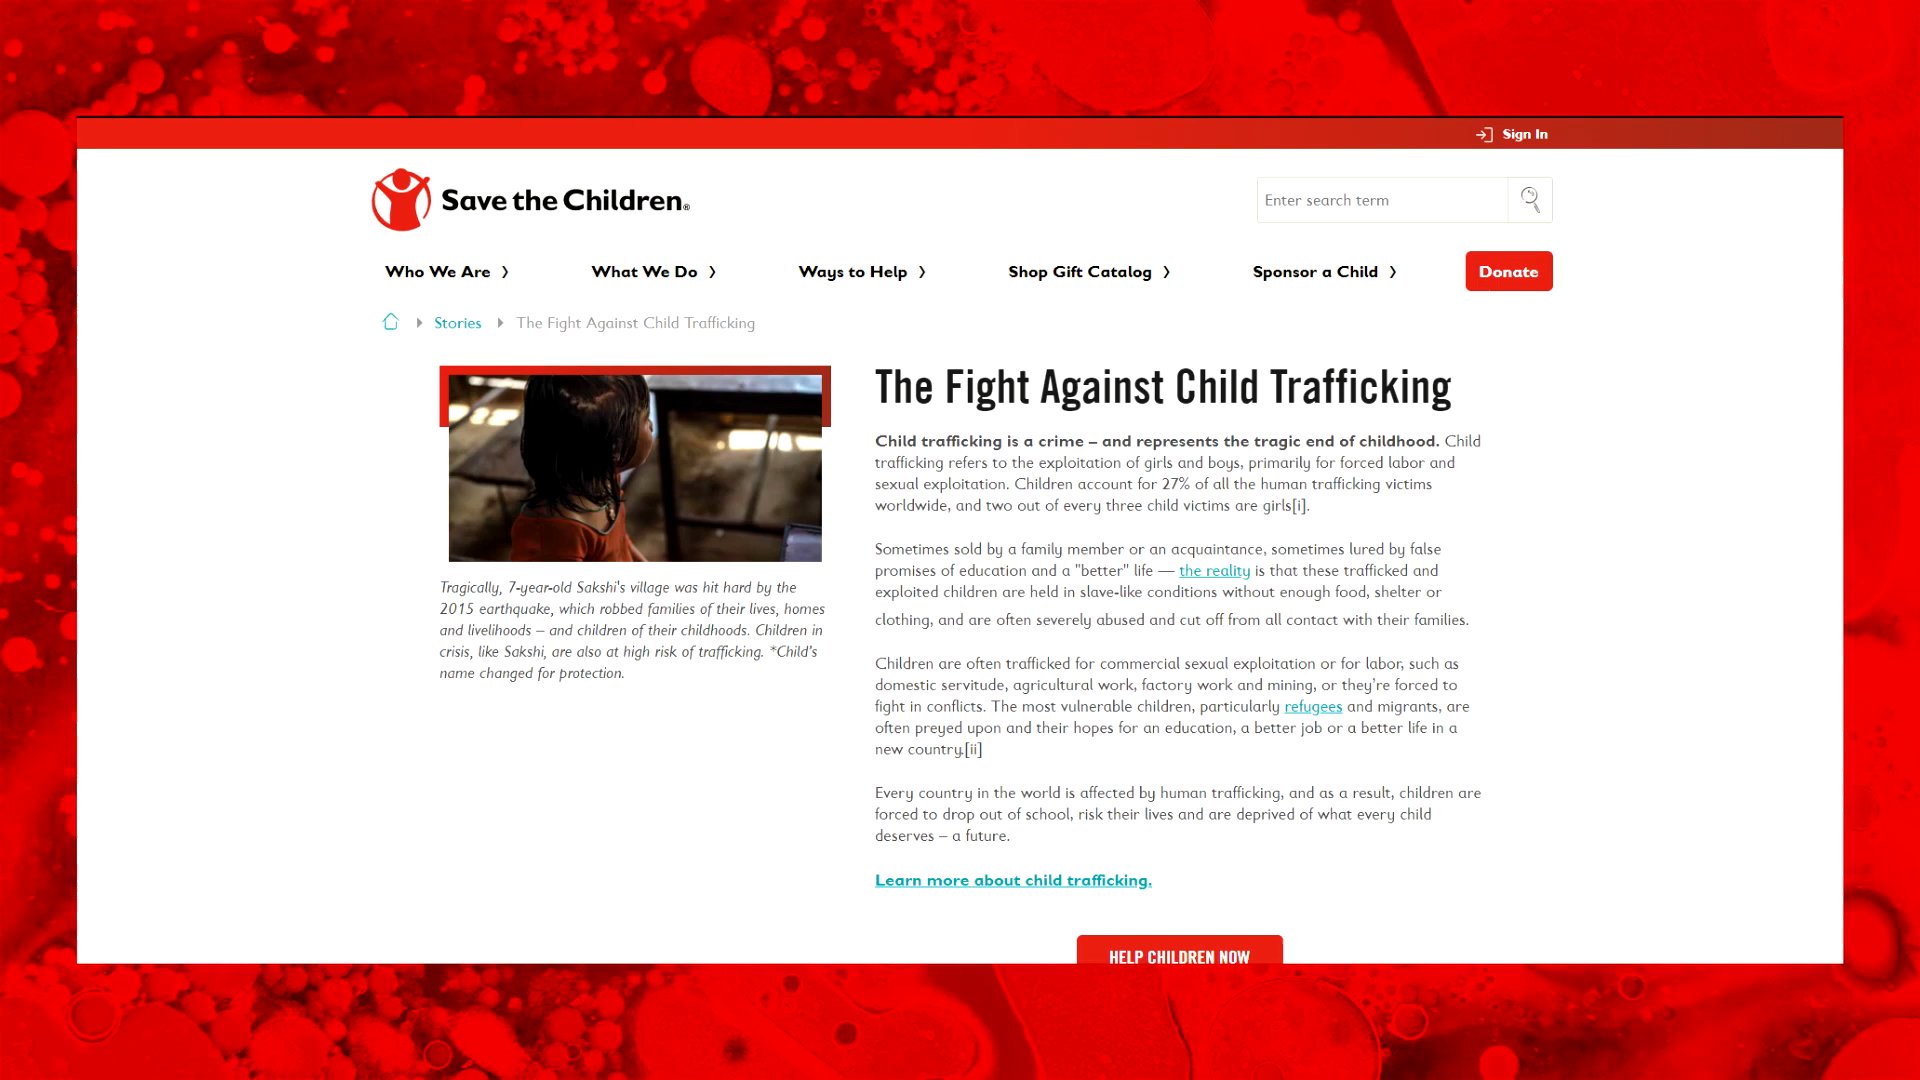 Sign In
Save the Children®
Enter search term
Who We Are
What We Do
Ways to Help
Shop Gift Catalog
Sponsor a Child
Donate
Stories
The Fight Against Child Trafficking
Tragically, 7-year-old Sakshi's village was hit hard by the
2015 earthquake, which robbed families of their lives, homes
and livelihoods – and children of their childhoods. Children in
crisis, like Sakshi, are also at high risk of trafficking. *Child's
name changed for protection.
The Fight Against Child Trafficking
Child trafficking is a crime – and represents the tragic end of childhood. Child
trafficking refers to the exploitation of girls and boys, primarily for forced labor and
sexual exploitation. Children account for 27% of all the human trafficking victims
worldwide, and two out of every three child victims are girls[i].
Sometimes sold by a family member or an acquaintance, sometimes lured by false
promises of education and a "better" life — the reality is that these trafficked and
exploited children are held in slave-like conditions without enough food, shelter or
clothing, and are often severely abused and cut off from all contact with their families.
Children are often trafficked for commercial sexual exploitation or for labor, such as
domestic servitude, agricultural work, factory work and mining, or they're forced to
fight in conflicts. The most vulnerable children, particularly refugees and migrants, are
often preyed upon and their hopes for an education, a better job or a better life in a
new country.[ii]
Every country in the world is affected by human trafficking, and as a result, children are
forced to drop out of school, risk their lives and are deprived of what every child
deserves – a future.
Learn more about child trafficking.
HELP CHILDREN NOW